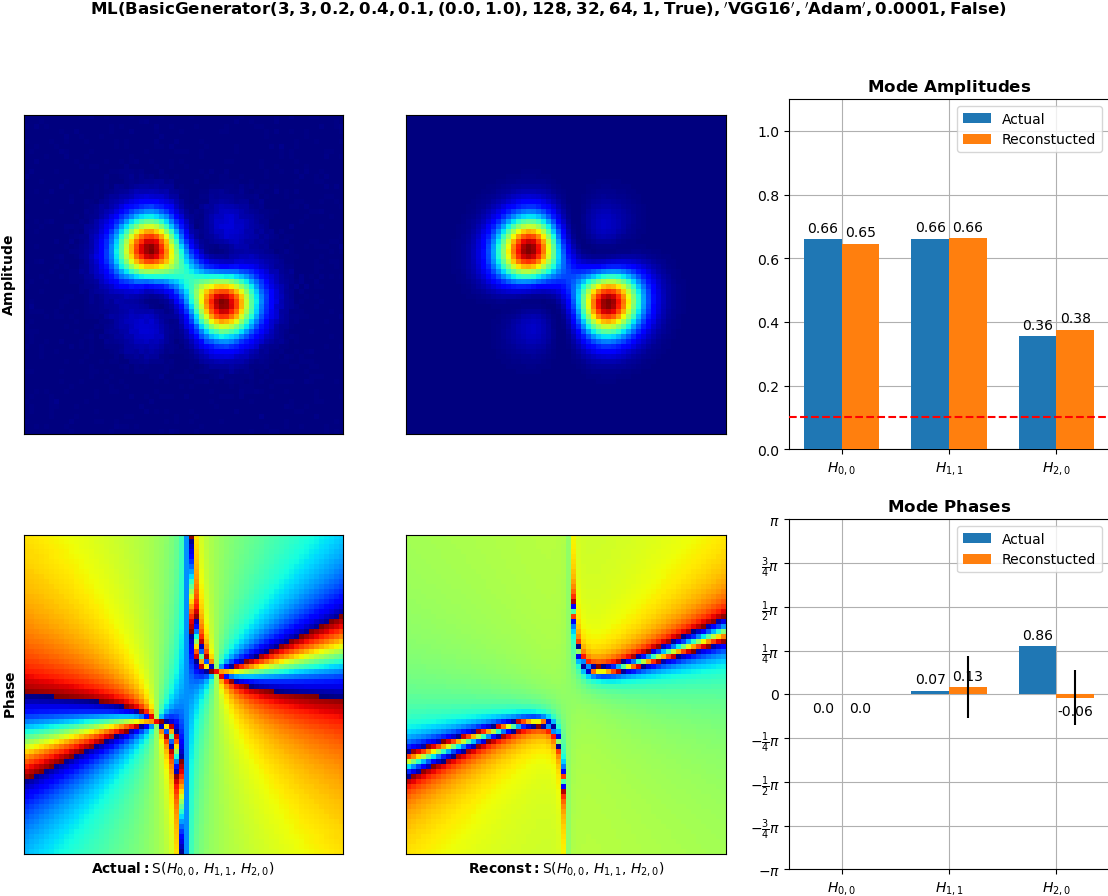 ML(BasicGenerator(3, 3, 0.2, 0.4, 0.1, (0.0, 1.0), 128, 32, 64, 1, True), ′VGG16′, ′Adam′, 0.0001, False)
Mode Amplitudes
Amplitude
1.0
0.8
0.6
0.4
0.2
0.0
Actual
Reconstucted
0.66 0.65 0.66 0.66 0.36 0.38
H0,0 H1,1 H2,0
Mode Phases
Phase
π
3/4π
1/2π
1/4π
0
−1/4π
−1/2π
−3/4π
−π
Actual
Reconstucted
0.0 0.0 0.07 0.13 0.86 -0.06
H0,0 H1,1 H2,0
Actual: S(H0,0, H1,1, H2,0)
Reconst: S(H0,0, H1,1, H2,0)